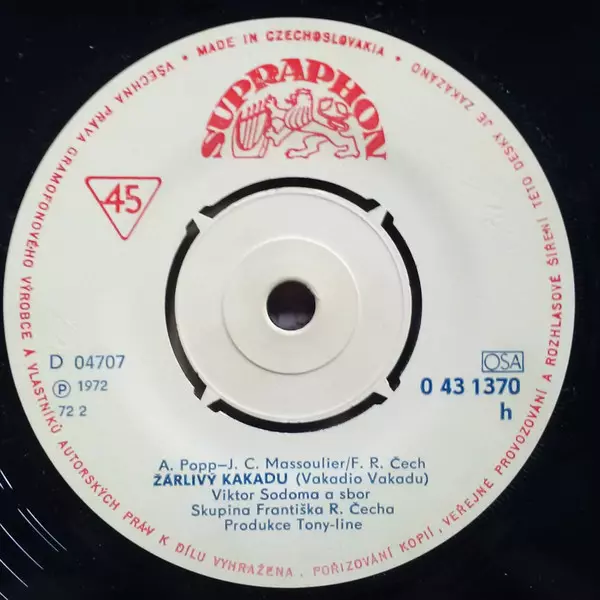 • MADE IN CZECHOSLOVAKIA •
VŠECHNA PRÁVA GRAMOFONOVÉHO VÝROBCE A VLASTNÍKŮ AUTORSKÝCH PRÁV K DÍLU VYHRAŽENA. POŘIZOVÁNÍ KOPIÍ, VEŘEJNÉ PROVOZOVÁNÍ A ROZHLASOVÉ ŠÍŘENÍ TÉTO DESKY JE ZAKÁZÁNO
SUPRAPHON
45
D 04707
℗ 1972
72 2
OSA
0 43 1370
h
A. Popp—J. C. Massoulier/F. R. Čech
ŽÁRLIVÝ KAKADU (Vakadio Vakadu)
Viktor Sodoma a sbor
Skupina Františka R. Čecha
Produkce Tony-line